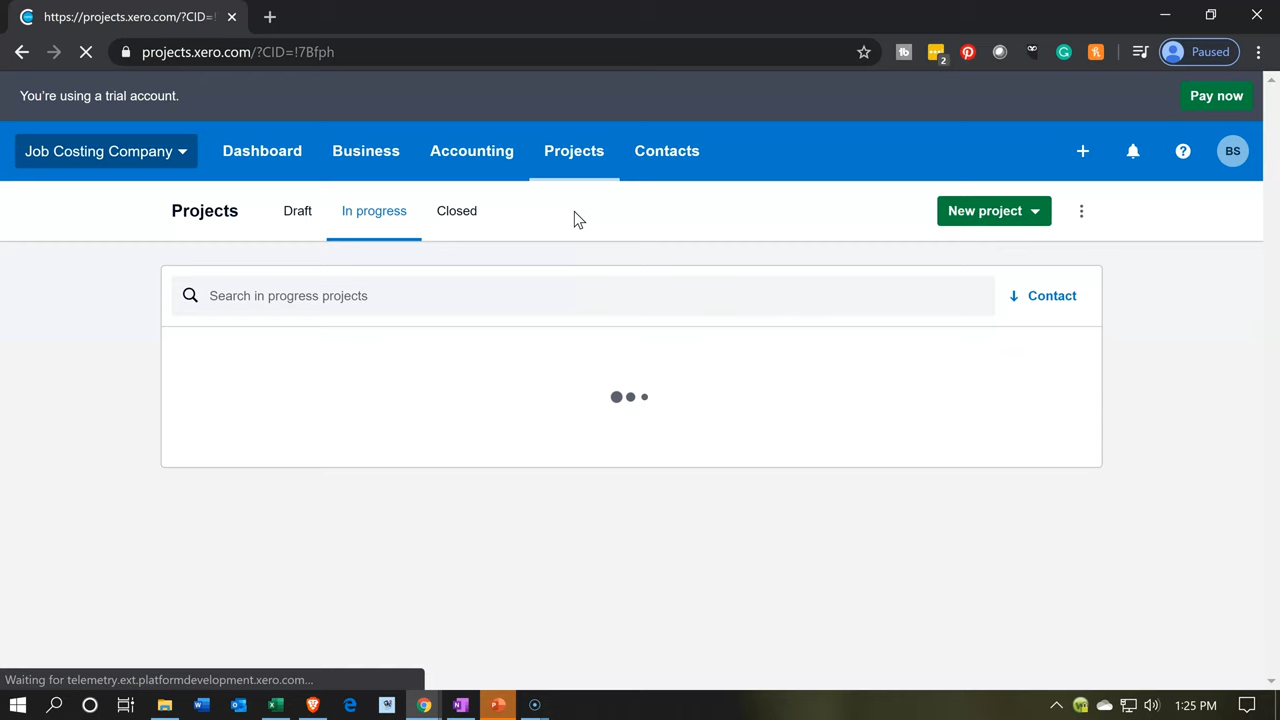 https://projects.xero.com/?CID=!
projects.xero.com/?CID=!7Bfph
2
Paused
You're using a trial account.
Pay now
Job Costing Company
Dashboard
Business
Accounting
Projects
Contacts
BS
Projects
Draft
In progress
Closed
New project
Search in progress projects
Contact
Waiting for telemetry.ext.platformdevelopment.xero.com...
1:25 PM